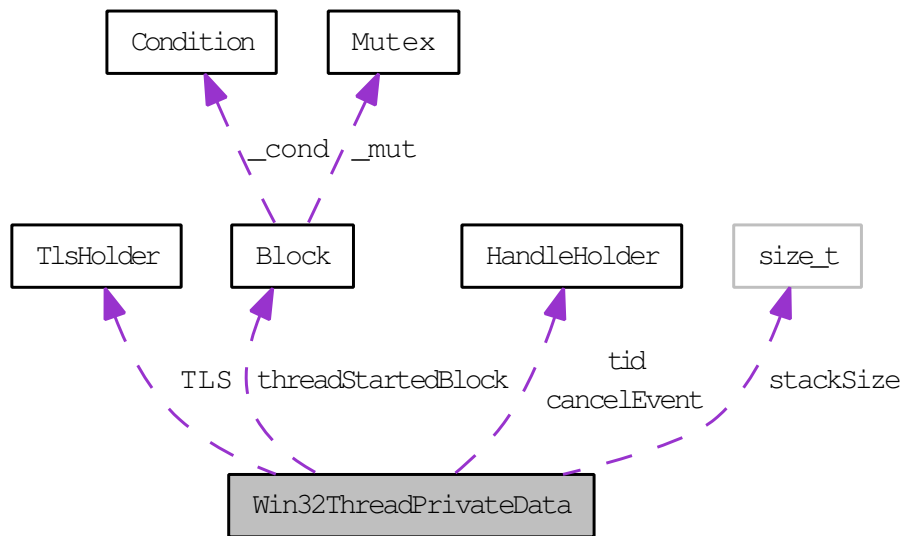 Condition
Mutex
_cond
_mut
TlsHolder
Block
HandleHolder
size_t
TLS
threadStartedBlock
tid
cancelEvent
stackSize
Win32ThreadPrivateData